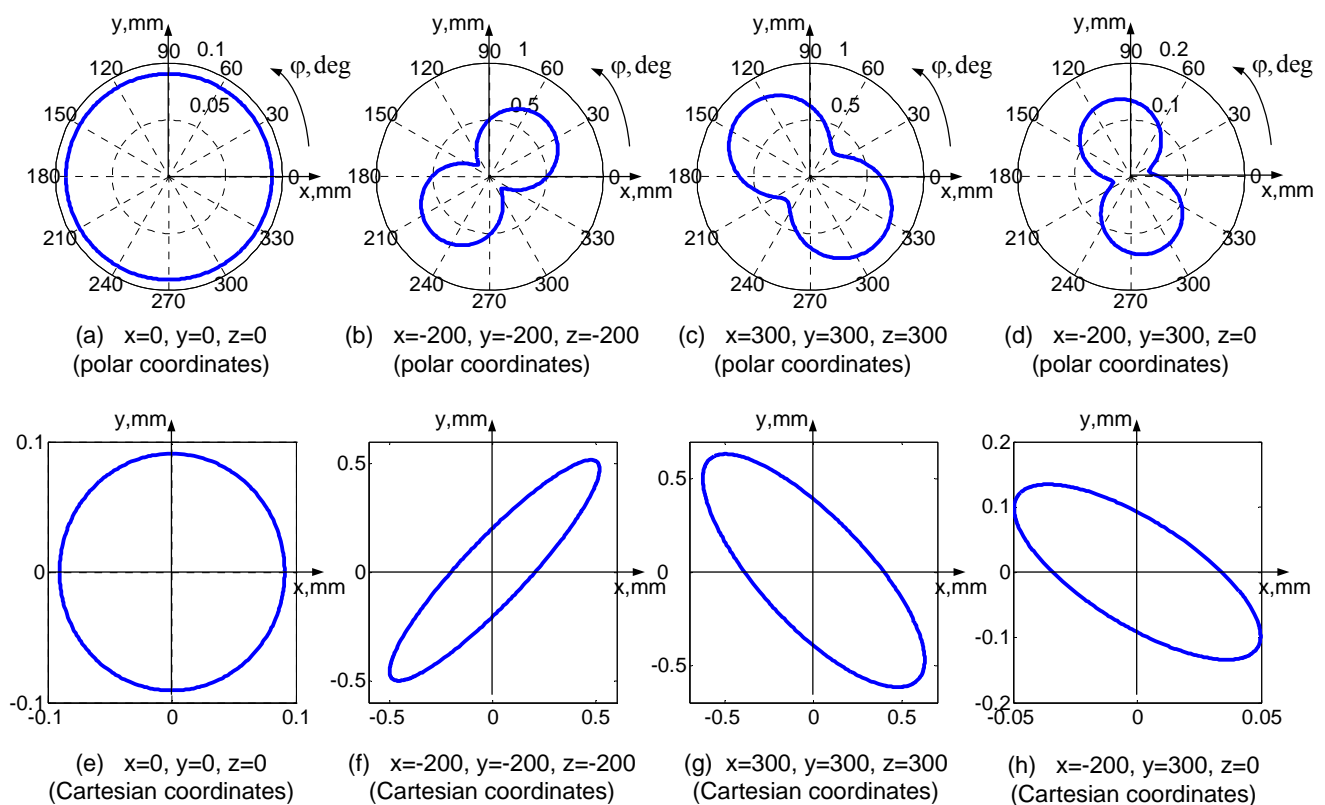 y,mm
90
0.1
120
60
φ, deg
150
0.05
30
180
0
x,mm
210
330
240
300
270
(a) x=0, y=0, z=0
(polar coordinates)
y,mm
90
1
120
60
φ, deg
150
0.5
30
180
0
x,mm
210
330
240
300
270
(b) x=-200, y=-200, z=-200
(polar coordinates)
y,mm
90
1
120
60
φ, deg
150
0.5
30
180
0
x,mm
210
330
240
300
270
(c) x=300, y=300, z=300
(polar coordinates)
y,mm
90
0.2
120
60
φ, deg
150
0.1
30
180
0
x,mm
210
330
240
300
270
(d) x=-200, y=300, z=0
(polar coordinates)
y,mm
0.1
0
x,mm
-0.1
-0.1
0
0.1
(e) x=0, y=0, z=0
(Cartesian coordinates)
y,mm
0.5
0
x,mm
-0.5
-0.5
0
0.5
(f) x=-200, y=-200, z=-200
(Cartesian coordinates)
y,mm
0.5
0
x,mm
-0.5
-0.5
0
0.5
(g) x=300, y=300, z=300
(Cartesian coordinates)
y,mm
0.2
0.1
0
x,mm
-0.1
-0.2
-0.05
0
0.05
(h) x=-200, y=300, z=0
(Cartesian coordinates)